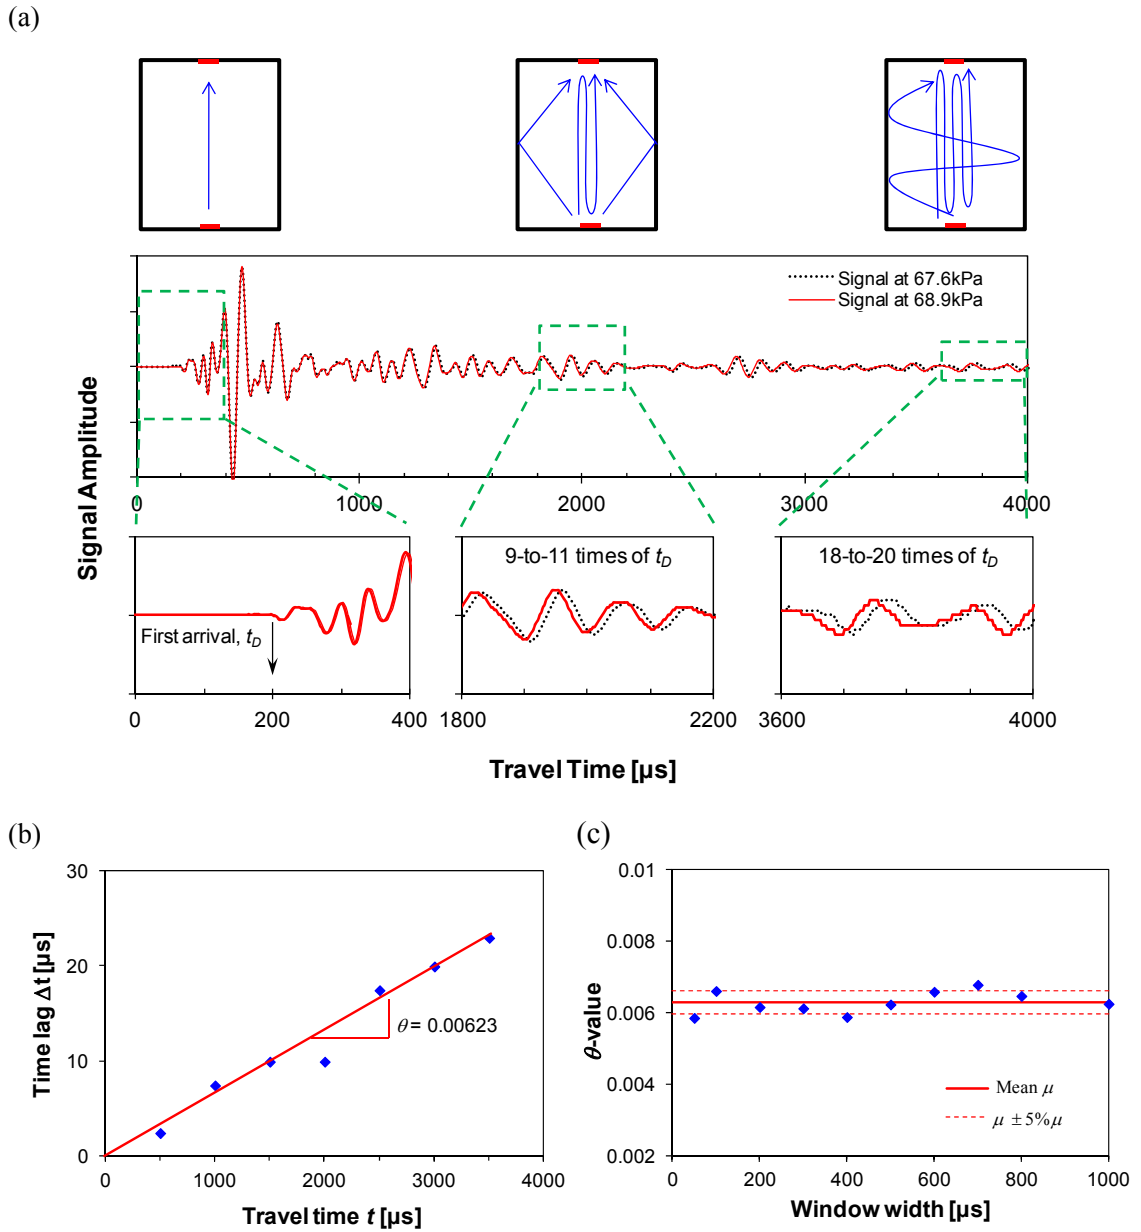 (a)
Signal at 67.6kPa
Signal at 68.9kPa
Signal Amplitude
0 1000 2000 3000 4000
9-to-11 times of tD
18-to-20 times of tD
First arrival, tD
0 200 400 1800 2200 3600 4000
Travel Time [µs]
(b)
30
20
10
0
Time lag Δt [µs]
θ = 0.00623
0 1000 2000 3000 4000
Travel time t [µs]
(c)
0.01
0.008
0.006
0.004
0.002
θ-value
Mean μ
μ ± 5%μ
0 200 400 600 800 1000
Window width [µs]